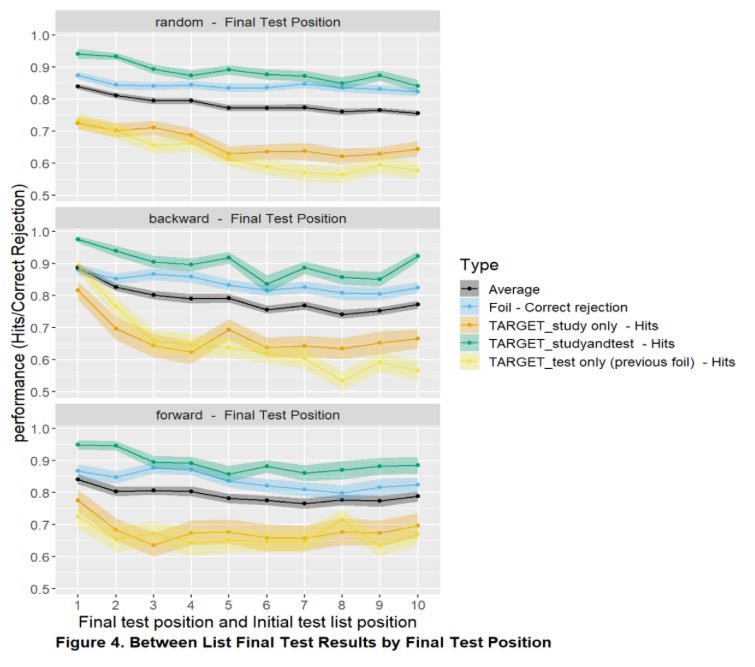 random - Final Test Position
1.0
0.9
0.8
0.7
0.6
0.5
backward - Final Test Position
1.0
0.9
0.8
0.7
0.6
0.5
forward - Final Test Position
1.0
0.9
0.8
0.7
0.6
0.5
performance (Hits/Correct Rejection)
1 2 3 4 5 6 7 8 9 10
Final test position and Initial test list position
Type
Average
Foil - Correct rejection
TARGET_study only - Hits
TARGET_studyandtest - Hits
TARGET_test only (previous foil) - Hits
Figure 4. Between List Final Test Results by Final Test Position